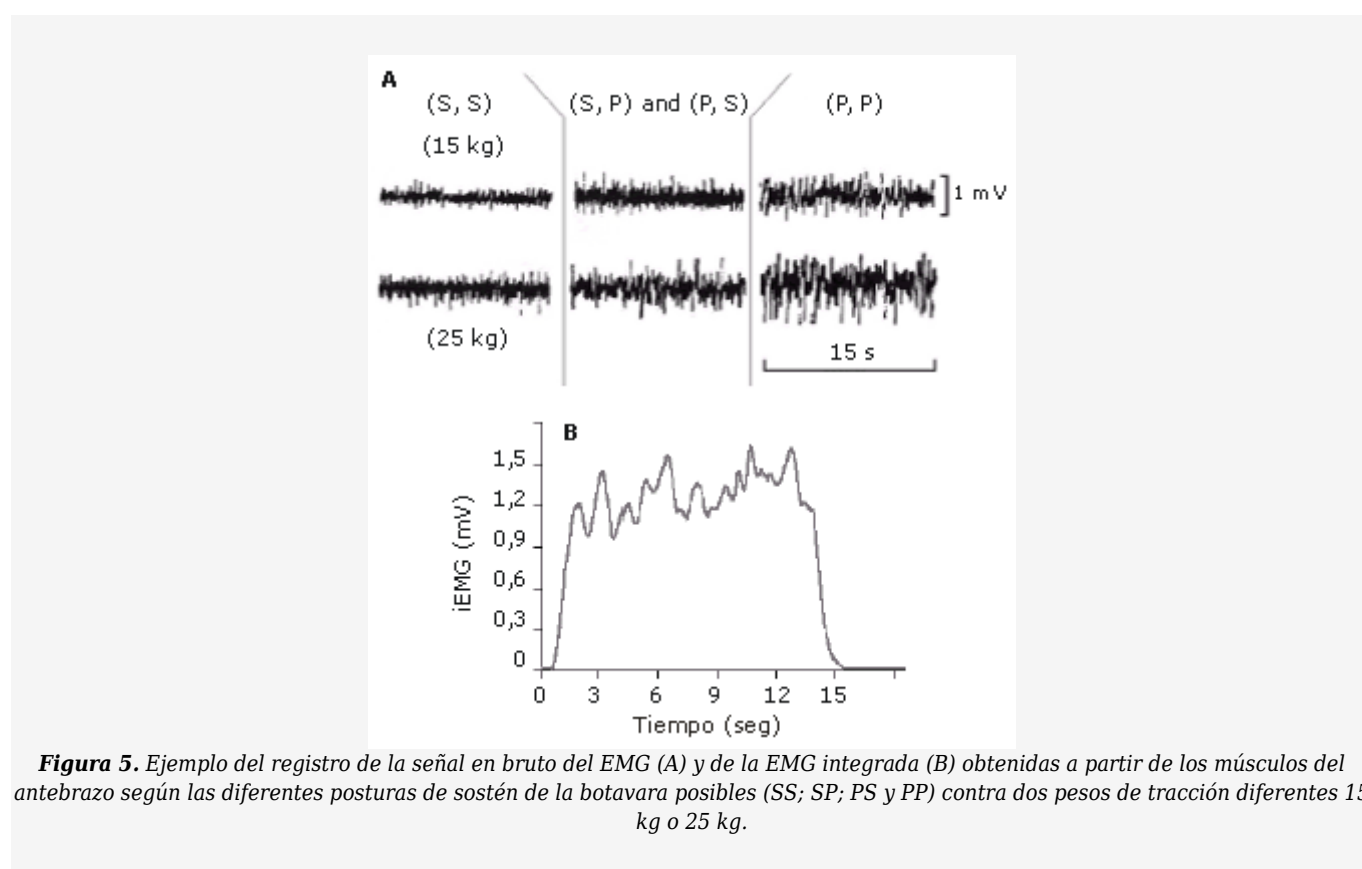 A
(S, S)
(S, P) and (P, S)
(P, P)
(15 kg)
1 mV
(25 kg)
15 s
B
1,5
1,2
0,9
0,6
0,3
0
iEMG (mV)
0 3 6 9 12 15
Tiempo (seg)
Figura 5. Ejemplo del registro de la señal en bruto del EMG (A) y de la EMG integrada (B) obtenidas a partir de los músculos del
antebrazo según las diferentes posturas de sostén de la botavara posibles (SS; SP; PS y PP) contra dos pesos de tracción diferentes 15
kg o 25 kg.